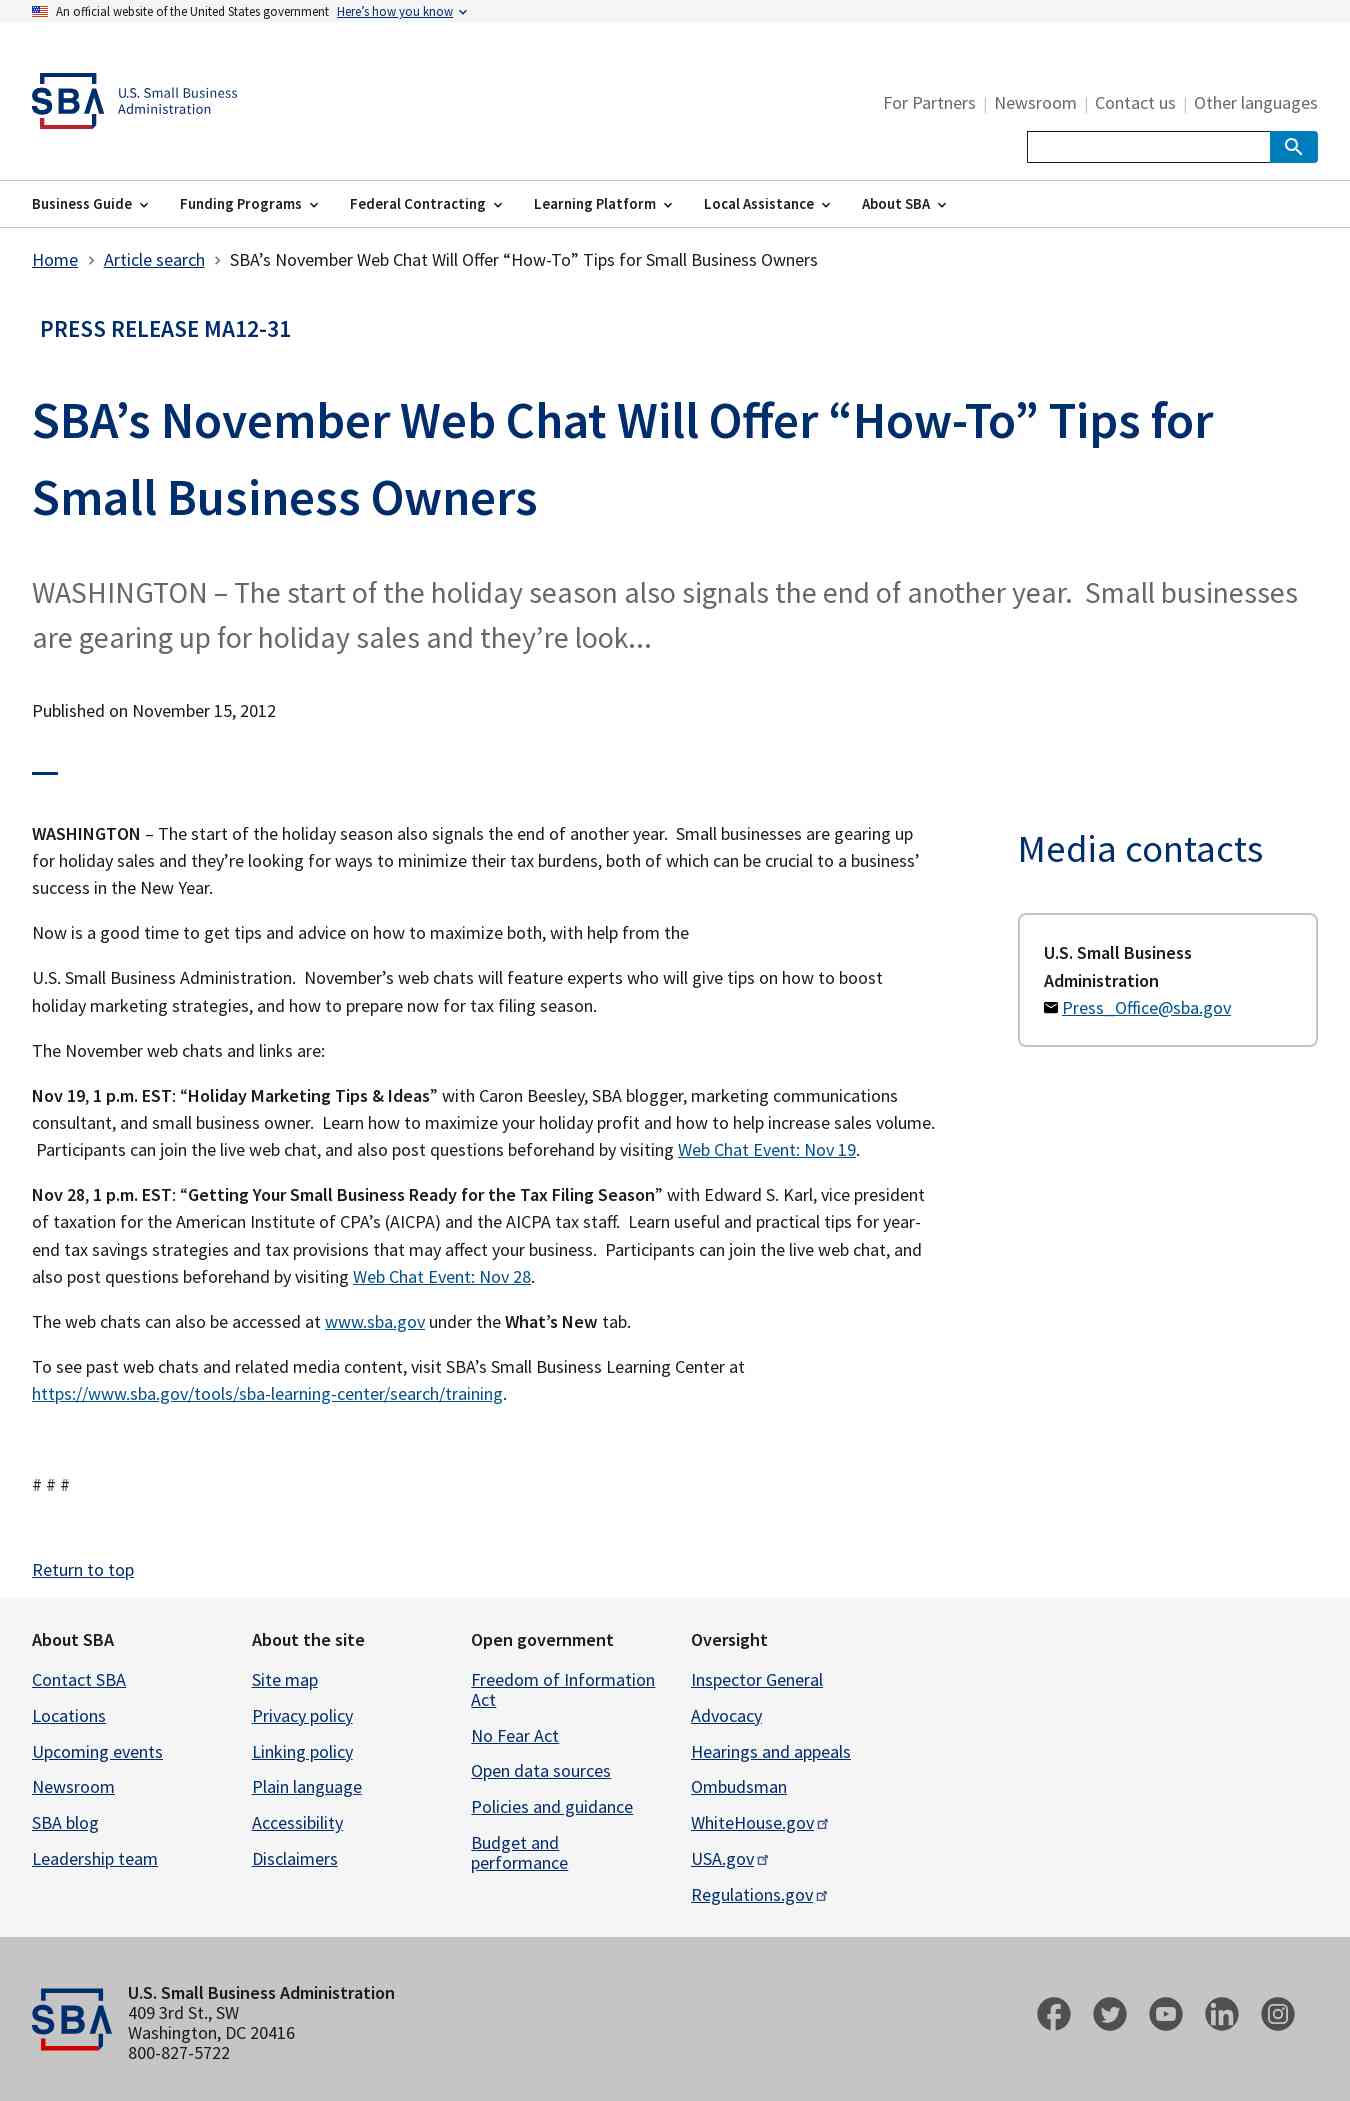 An official website of the United States government Here’s how you know
SBA U.S. Small Business
Administration
For Partners | Newsroom | Contact us | Other languages
Business Guide Funding Programs Federal Contracting Learning Platform Local Assistance About SBA
Home Article search SBA’s November Web Chat Will Offer “How-To” Tips for Small Business Owners
PRESS RELEASE MA12-31
SBA’s November Web Chat Will Offer “How-To” Tips for
Small Business Owners
WASHINGTON – The start of the holiday season also signals the end of another year.  Small businesses
are gearing up for holiday sales and they’re look...
Published on November 15, 2012
WASHINGTON – The start of the holiday season also signals the end of another year.  Small businesses are gearing up
for holiday sales and they’re looking for ways to minimize their tax burdens, both of which can be crucial to a business’
success in the New Year.
Now is a good time to get tips and advice on how to maximize both, with help from the
U.S. Small Business Administration.  November’s web chats will feature experts who will give tips on how to boost
holiday marketing strategies, and how to prepare now for tax filing season.
The November web chats and links are:
Nov 19, 1 p.m. EST: “Holiday Marketing Tips & Ideas” with Caron Beesley, SBA blogger, marketing communications
consultant, and small business owner.  Learn how to maximize your holiday profit and how to help increase sales volume.
Participants can join the live web chat, and also post questions beforehand by visiting Web Chat Event: Nov 19.
Nov 28, 1 p.m. EST: “Getting Your Small Business Ready for the Tax Filing Season” with Edward S. Karl, vice president
of taxation for the American Institute of CPA’s (AICPA) and the AICPA tax staff.  Learn useful and practical tips for year-
end tax savings strategies and tax provisions that may affect your business.  Participants can join the live web chat, and
also post questions beforehand by visiting Web Chat Event: Nov 28.
The web chats can also be accessed at www.sba.gov under the What’s New tab.
To see past web chats and related media content, visit SBA’s Small Business Learning Center at
https://www.sba.gov/tools/sba-learning-center/search/training.
# # #
Return to top
Media contacts
U.S. Small Business
Administration
Press_Office@sba.gov
About SBA
Contact SBA
Locations
Upcoming events
Newsroom
SBA blog
Leadership team
About the site
Site map
Privacy policy
Linking policy
Plain language
Accessibility
Disclaimers
Open government
Freedom of Information
Act
No Fear Act
Open data sources
Policies and guidance
Budget and
performance
Oversight
Inspector General
Advocacy
Hearings and appeals
Ombudsman
WhiteHouse.gov
USA.gov
Regulations.gov
SBA
U.S. Small Business Administration
409 3rd St., SW
Washington, DC 20416
800-827-5722